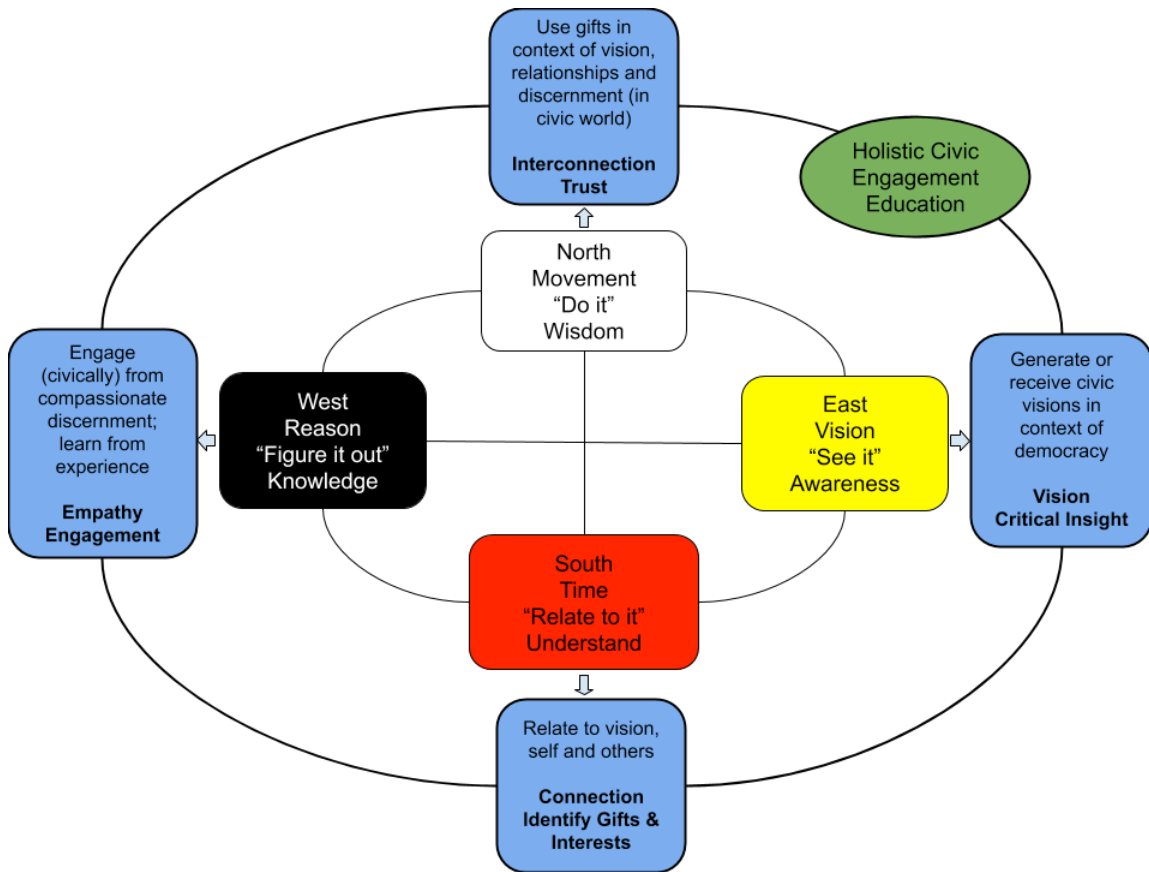 Use gifts in
context of vision,
relationships and
discernment (in
civic world)
Interconnection
Trust
Holistic Civic
Engagement
Education
North
Movement
“Do it”
Wisdom
Engage
(civically) from
compassionate
discernment;
learn from
experience
Empathy
Engagement
West
Reason
“Figure it out”
Knowledge
East
Vision
“See it”
Awareness
Generate or
receive civic
visions in
context of
democracy
Vision
Critical Insight
South
Time
“Relate to it”
Understand
Relate to vision,
self and others
Connection
Identify Gifts &
Interests